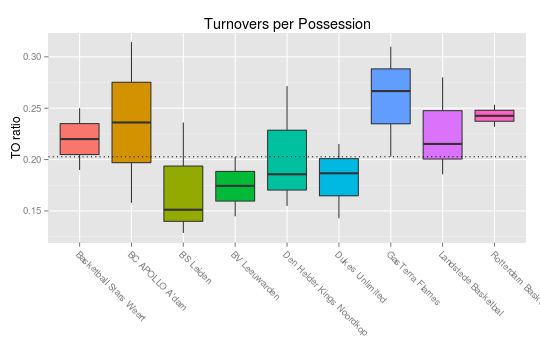 Turnovers per Possession
TO ratio
0.30
0.25
0.20
0.15
Basketball Stars Weert
BC APOLLO A'dam
BS Leiden
BV Leeuwarden
Den Helder Kings Noordkop
Dukes Unlimited
GasTerra Flames
Landstede Basketbal
Rotterdam